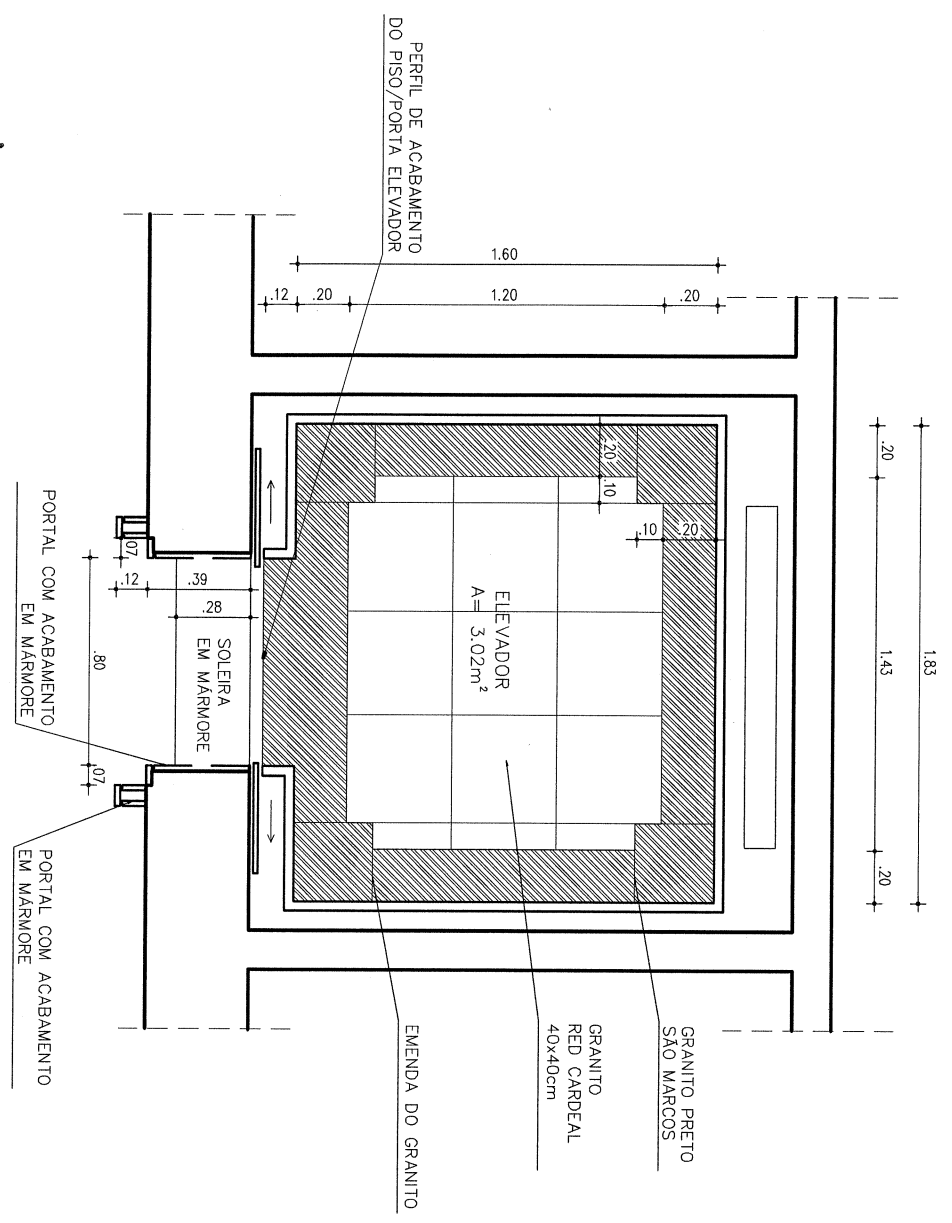 PERFIL DE ACABAMENTO
DO PISO/PORTA ELEVADOR
1.60
.12
.20
1.20
.20
.20
1.43
.20
1.83
.20
.10
.10
.20
ELEVADOR
A= 3.02m²
.07
.12
.39
.28
.80
.07
SOLEIRA
EM MÁRMORE
PORTAL COM ACABAMENTO
EM MÁRMORE
PORTAL COM ACABAMENTO
EM MÁRMORE
GRANITO PRETO
SÃO MARCOS
GRANITO
RED CARDEAL
40x40cm
EMENDA DO GRANITO